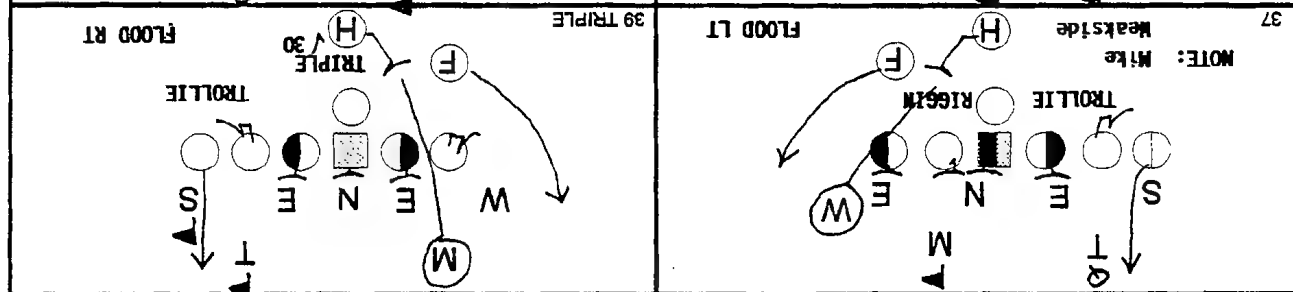 37
NOTE: Mike
Weakside
H
FLOOD LT
F
TROLLIE
RIGGIN
S
E
N
E
M
T
W
39 TRIPLE
H
30
FLOOD RT
F
TRIPLE
TROLLIE
M
E
N
E
S
W
T